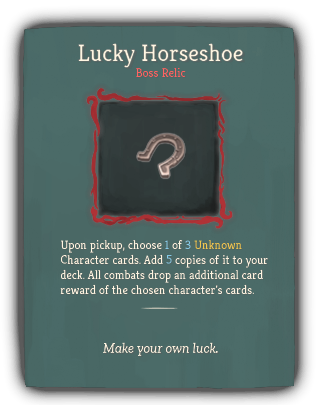 Lucky Horseshoe
Boss Relic
Upon pickup, choose 1 of 3 Unknown
Character cards. Add 5 copies of it to your
deck. All combats drop an additional card
reward of the chosen character's cards.
Make your own luck.